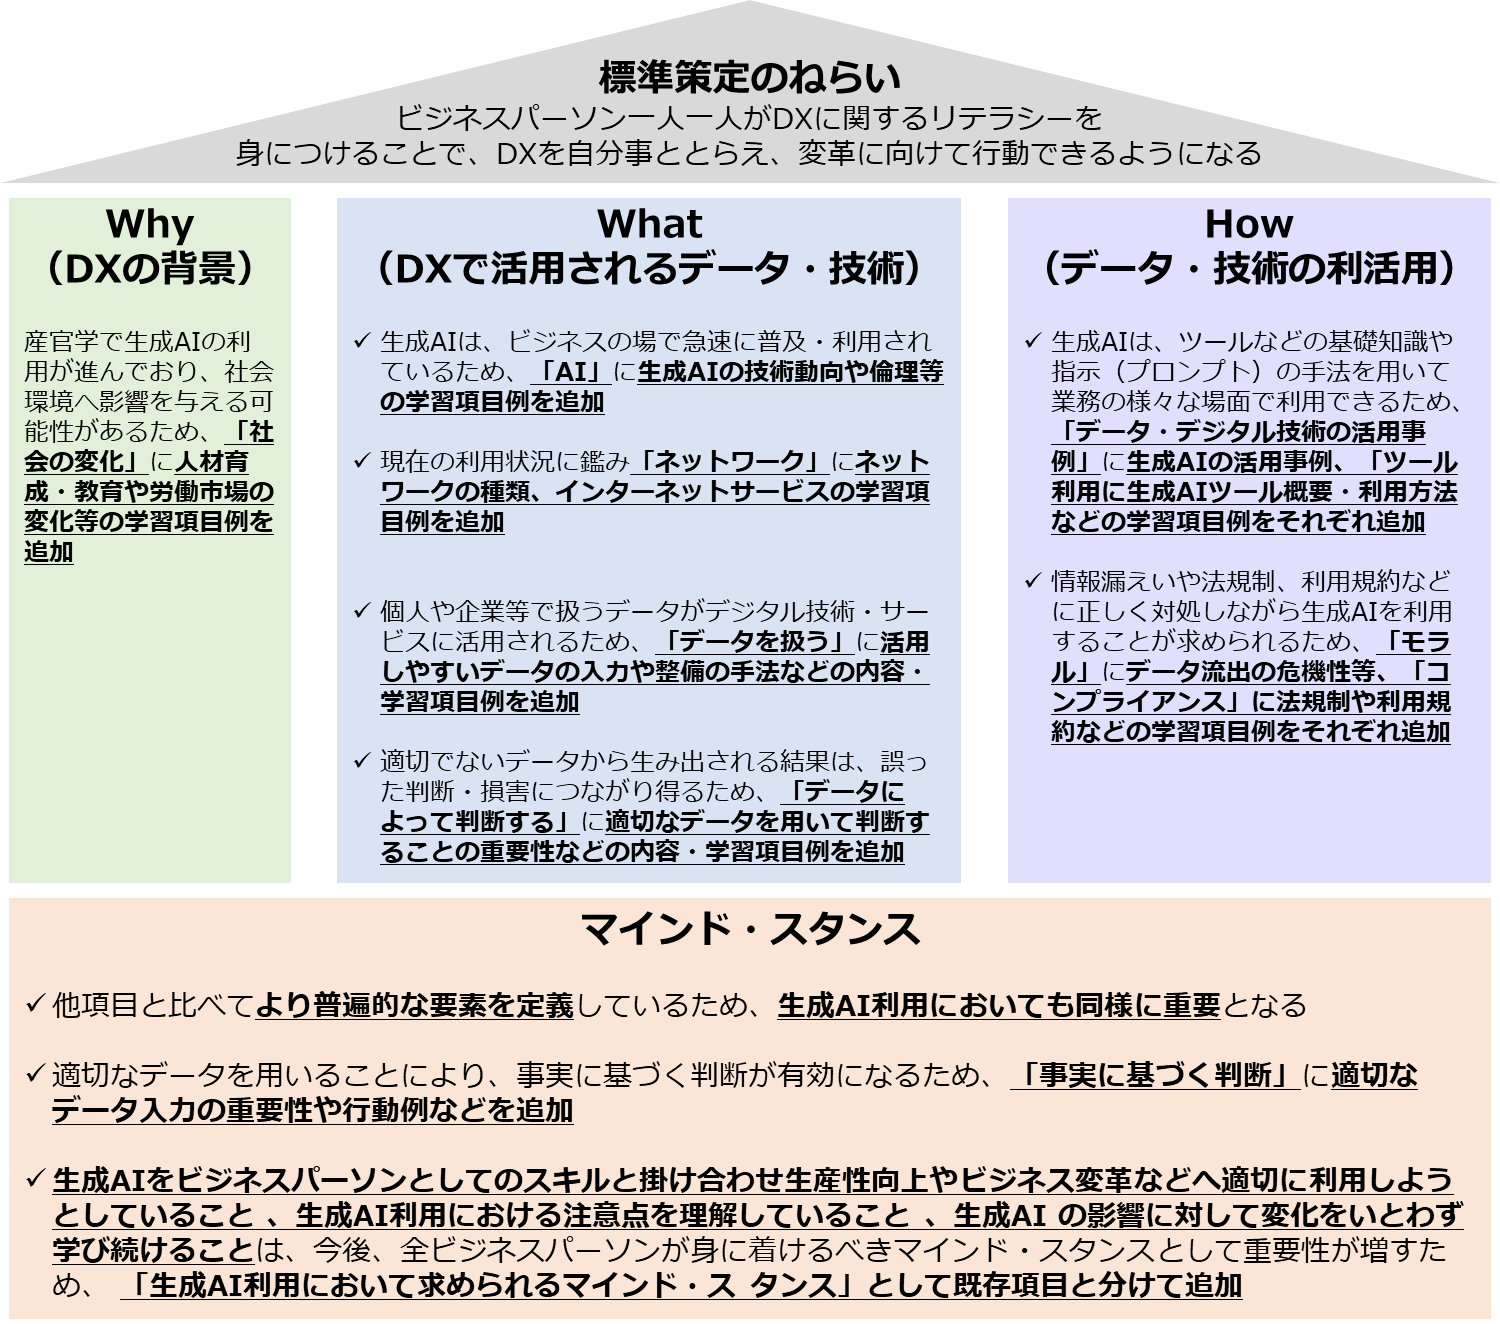 標準策定のねらい
ビジネスパーソン一人一人がDXに関するリテラシーを
身につけることで、DXを自分事ととらえ、変革に向けて行動できるようになる
Why
（DXの背景）
産官学で生成AIの利
用が進んでおり、社会
環境へ影響を与える可
能性があるため、「社
会の変化」に人材育
成・教育や労働市場の
変化等の学習項目例を
追加
What
（DXで活用されるデータ・技術）
✓ 生成AIは、ビジネスの場で急速に普及・利用され
ているため、「AI」に生成AIの技術動向や倫理等
の学習項目例を追加
✓ 現在の利用状況に鑑み「ネットワーク」にネット
ワークの種類、インターネットサービスの学習項
目例を追加
✓ 個人や企業等で扱うデータがデジタル技術・サー
ビスに活用されるため、「データを扱う」に活用
しやすいデータの入力や整備の手法などの内容・
学習項目例を追加
✓ 適切でないデータから生み出される結果は、誤っ
た判断・損害につながり得るため、「データに
よって判断する」に適切なデータを用いて判断す
ることの重要性などの内容・学習項目例を追加
How
（データ・技術の利活用）
✓ 生成AIは、ツールなどの基礎知識や
指示（プロンプト）の手法を用いて
業務の様々な場面で利用できるため、
「データ・デジタル技術の活用事
例」に生成AIの活用事例、「ツール
利用に生成AIツール概要・利用方法
などの学習項目例をそれぞれ追加
✓ 情報漏えいや法規制、利用規約など
に正しく対処しながら生成AIを利用
することが求められるため、「モラ
ル」にデータ流出の危機性等、「コ
ンプライアンス」に法規制や利用規
約などの学習項目例をそれぞれ追加
マインド・スタンス
✓ 他項目と比べてより普遍的な要素を定義しているため、生成AI利用においても同様に重要となる
✓ 適切なデータを用いることにより、事実に基づく判断が有効になるため、「事実に基づく判断」に適切な
データ入力の重要性や行動例などを追加
✓ 生成AIをビジネスパーソンとしてのスキルと掛け合わせ生産性向上やビジネス変革などへ適切に利用しよう
としていること 、生成AI利用における注意点を理解していること 、生成AI の影響に対して変化をいとわず
学び続けることは、今後、全ビジネスパーソンが身に着けるべきマインド・スタンスとして重要性が増すた
め、 「生成AI利用において求められるマインド・ス タンス」として既存項目と分けて追加